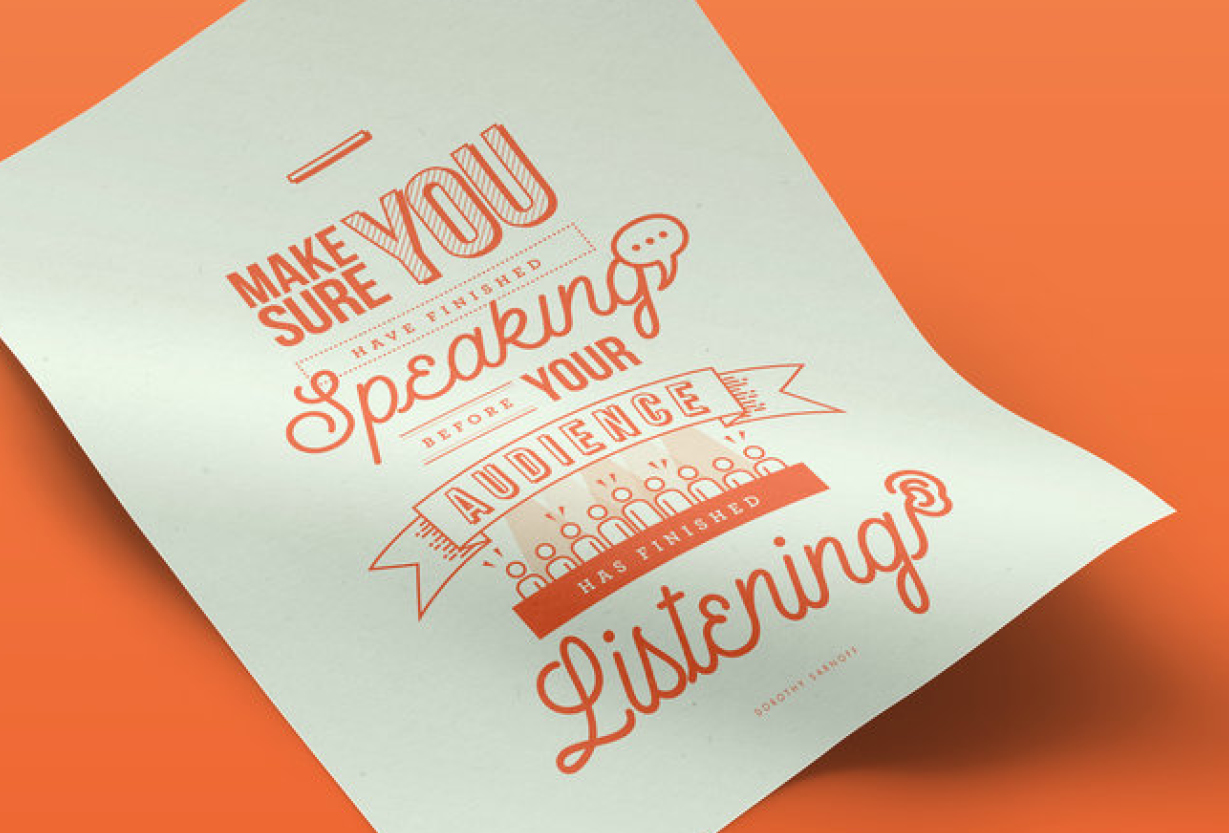 MAKE
SURE YOU
HAVE FINISHED
Speaking
BEFORE YOUR
AUDIENCE
HAS FINISHED
Listening
DOROTHY SARNOFF